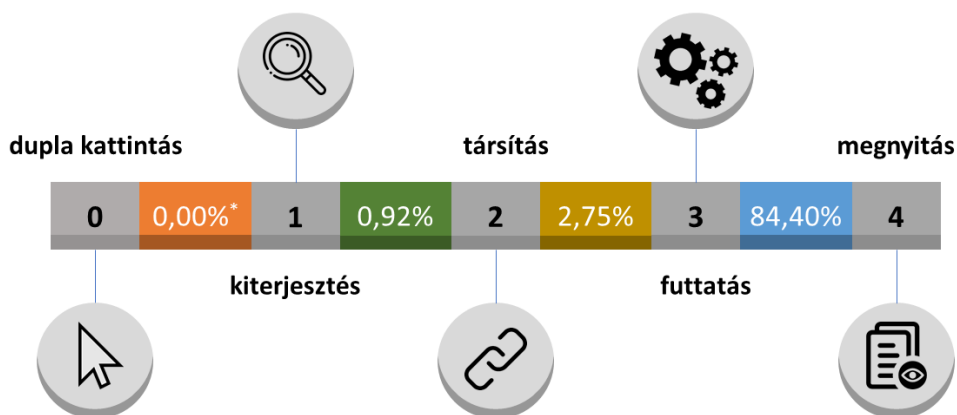 dupla kattintás
társítás
megnyitás
0 0,00%* 1 0,92% 2 2,75% 3 84,40% 4
kiterjesztés
futtatás